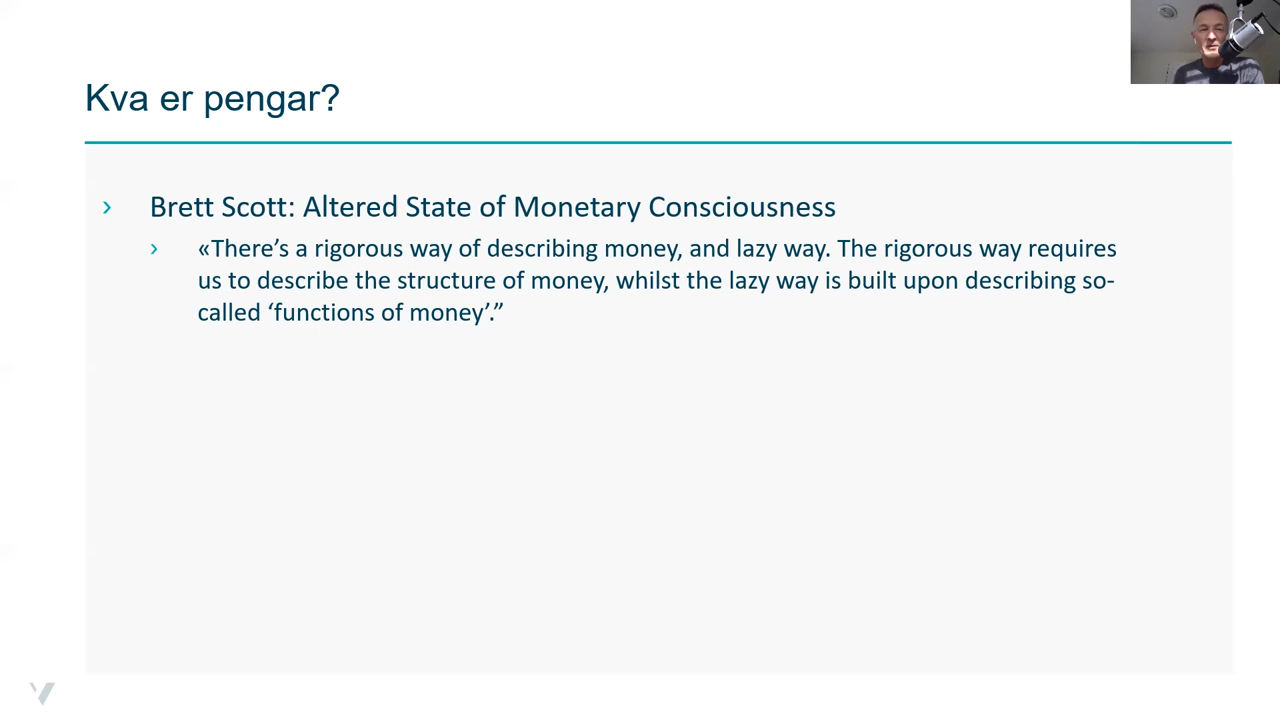 Kva er pengar?
› Brett Scott: Altered State of Monetary Consciousness
› «There’s a rigorous way of describing money, and lazy way. The rigorous way requires
us to describe the structure of money, whilst the lazy way is built upon describing so-
called ‘functions of money’.”